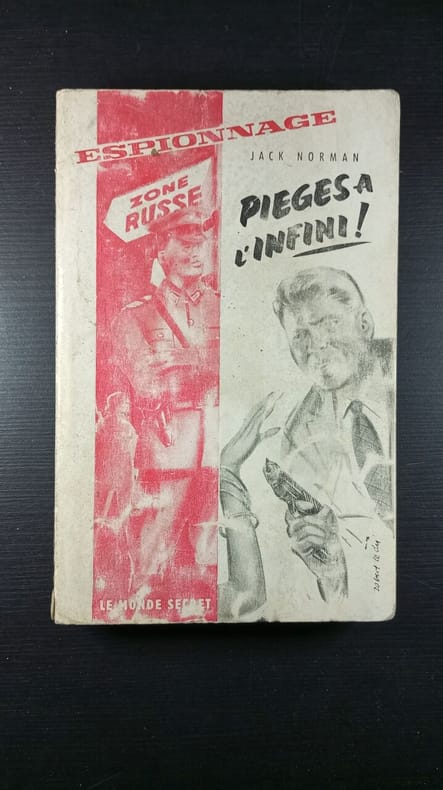 ESPIONNAGE
JACK NORMAN
ZONE
RUSSE
PIEGES A
L'INFINI !
LE MONDE SECRET